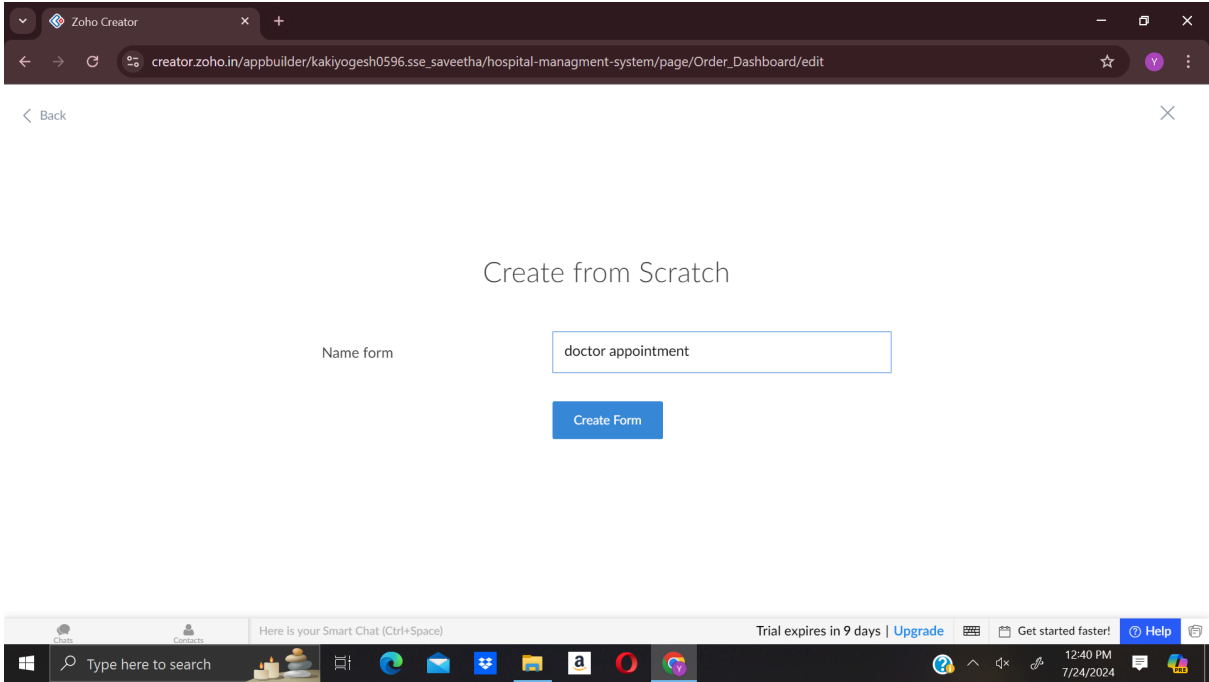 Zoho Creator
creator.zoho.in/appbuilder/kakiyogesh0596.sse_saveetha/hospital-managment-system/page/Order_Dashboard/edit
Y
Back
Create from Scratch
Name form
doctor appointment
Create Form
Chats
Contacts
Here is your Smart Chat (Ctrl+Space)
Trial expires in 9 days | Upgrade
Get started faster!
? Help
Type here to search
a
Y
?
12:40 PM
7/24/2024
PRE